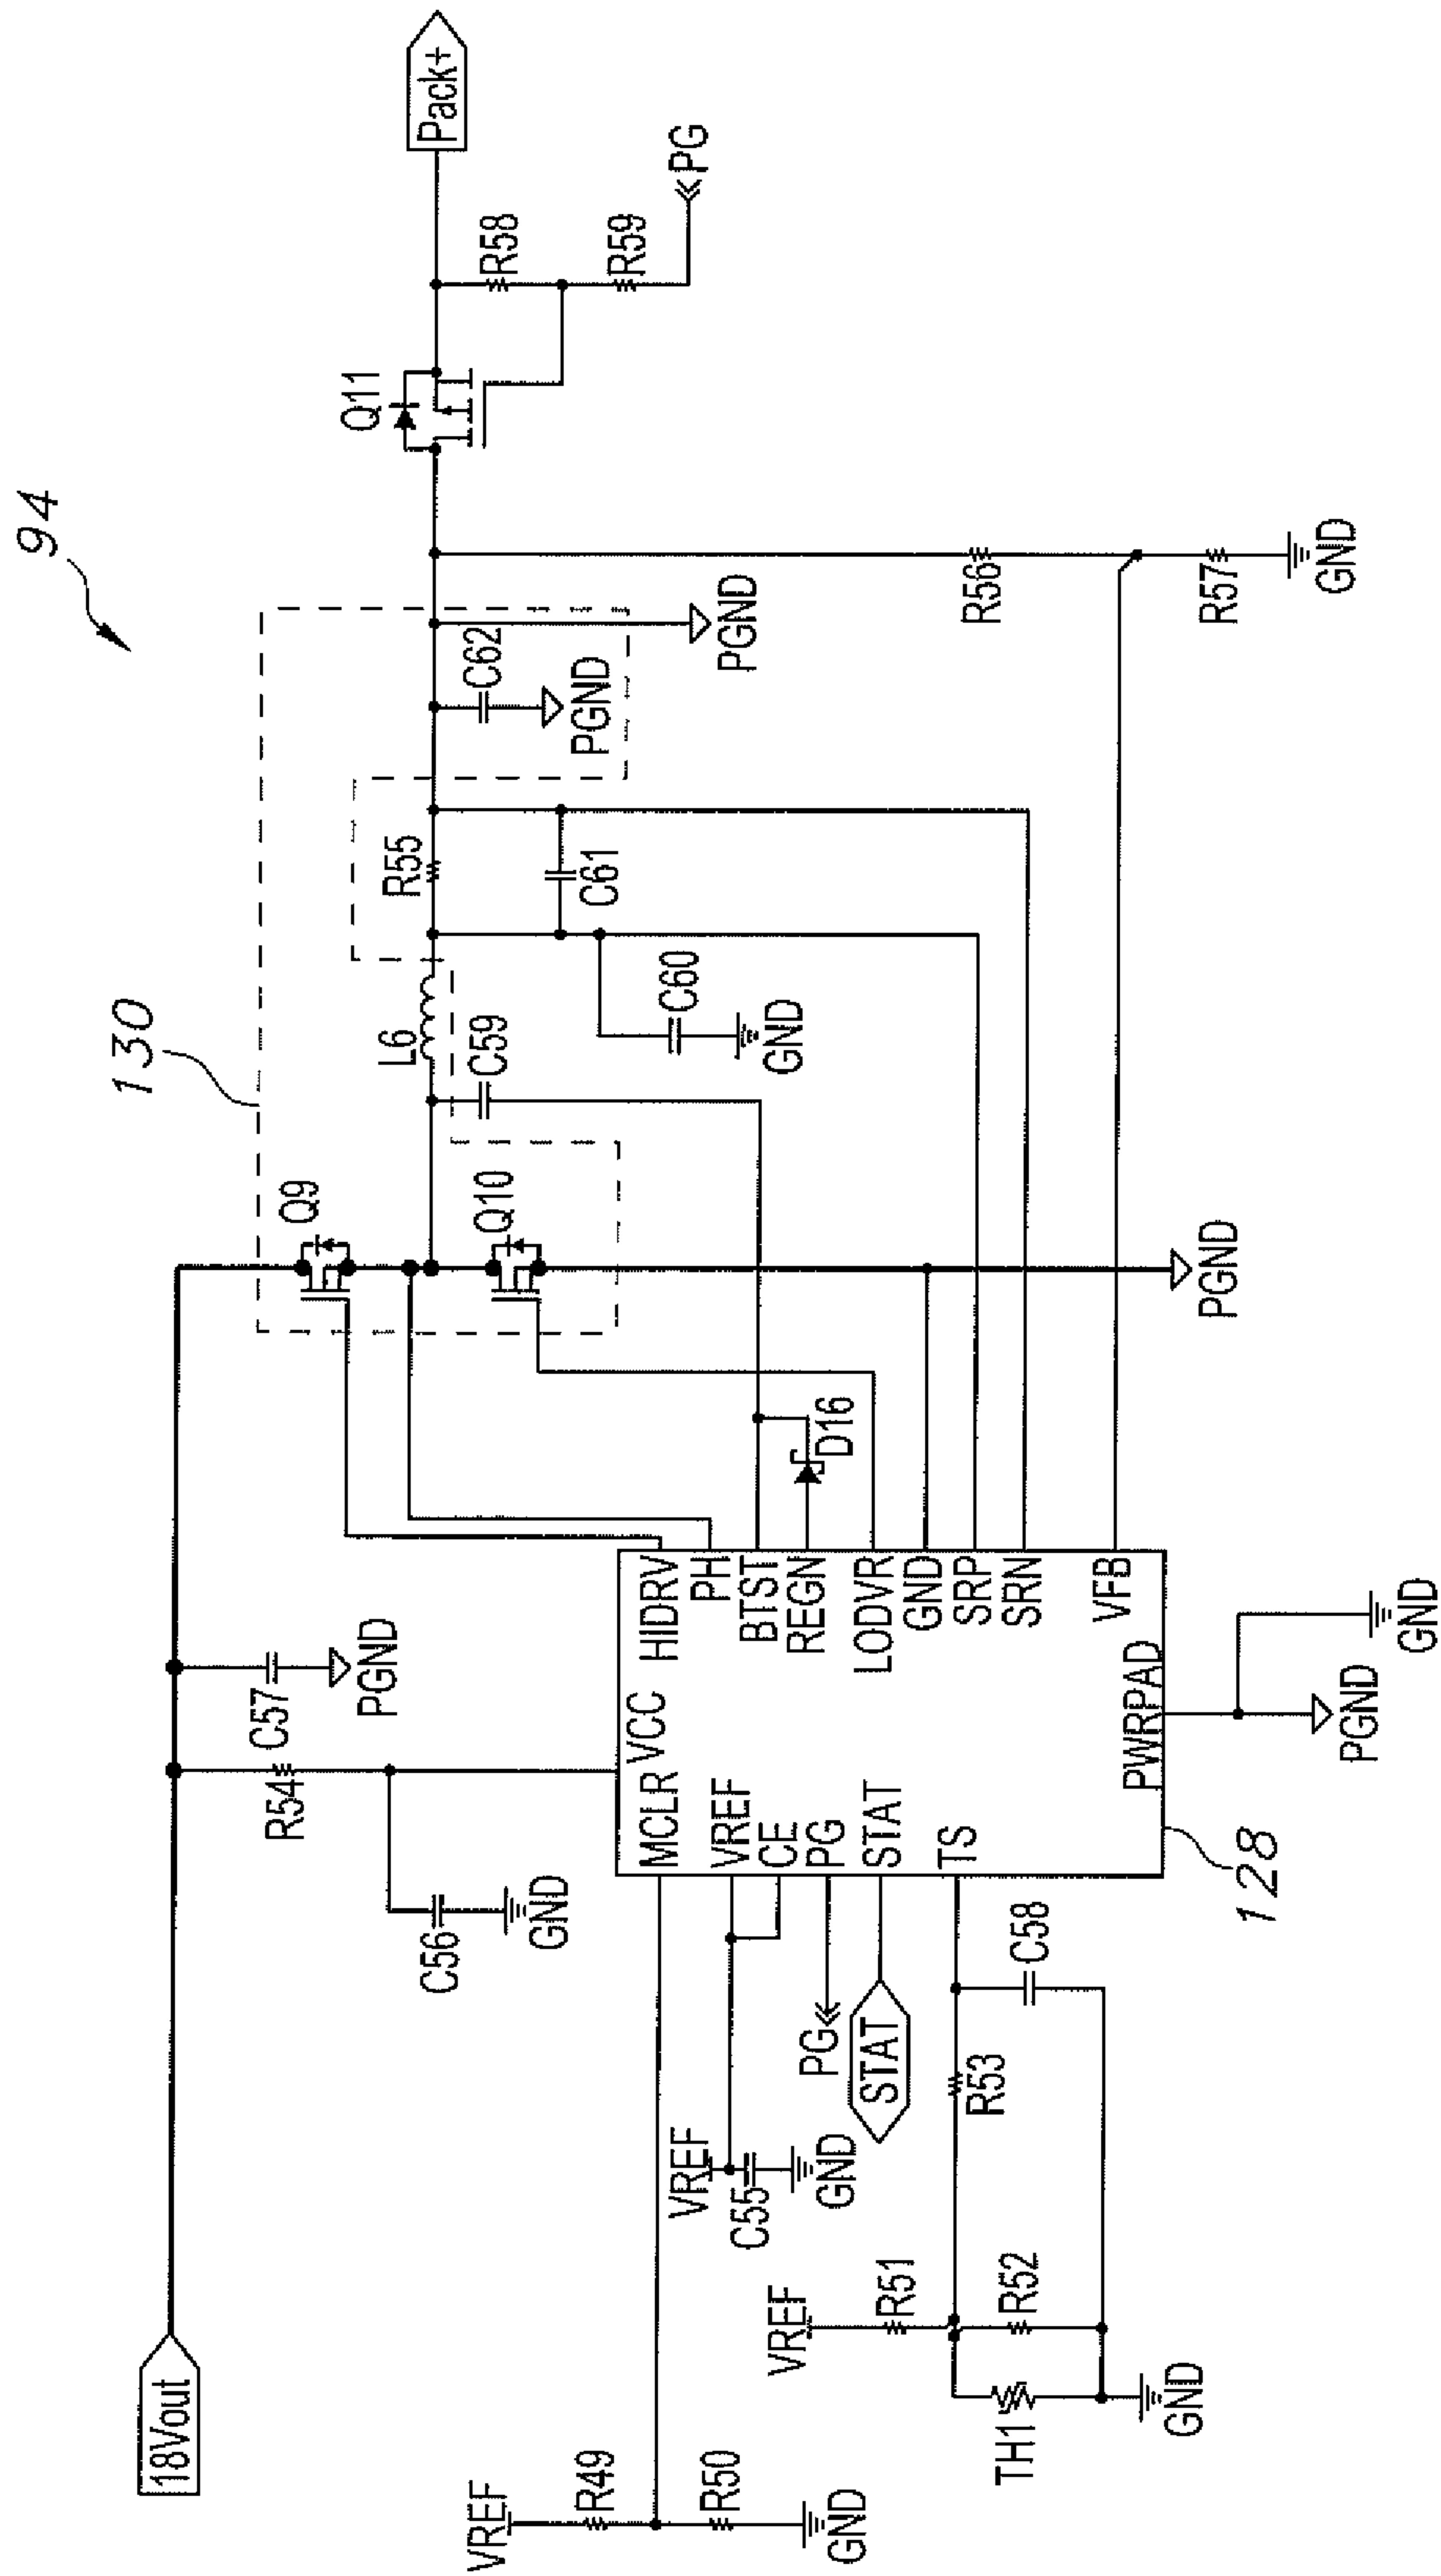 94
130
18Vout
Pack+
Q11
R58
R59
PG
Q9
Q10
L6
R55
C62
PGND
PGND
C59
C61
C60
GND
R56
R57
GND
C57
PGND
R54
C56
GND
D16
PGND
VREF
R49
R50
GND
VREF
C55
GND
PG
STAT
VREF
R51
R52
TH1
GND
R53
C58
MCLR
VCC
HIDRV
VREF
PH
CE
BTST
PG
REGN
STAT
LODVR
GND
TS
SRP
SRN
VFB
PWRPAD
128
PGND
GND